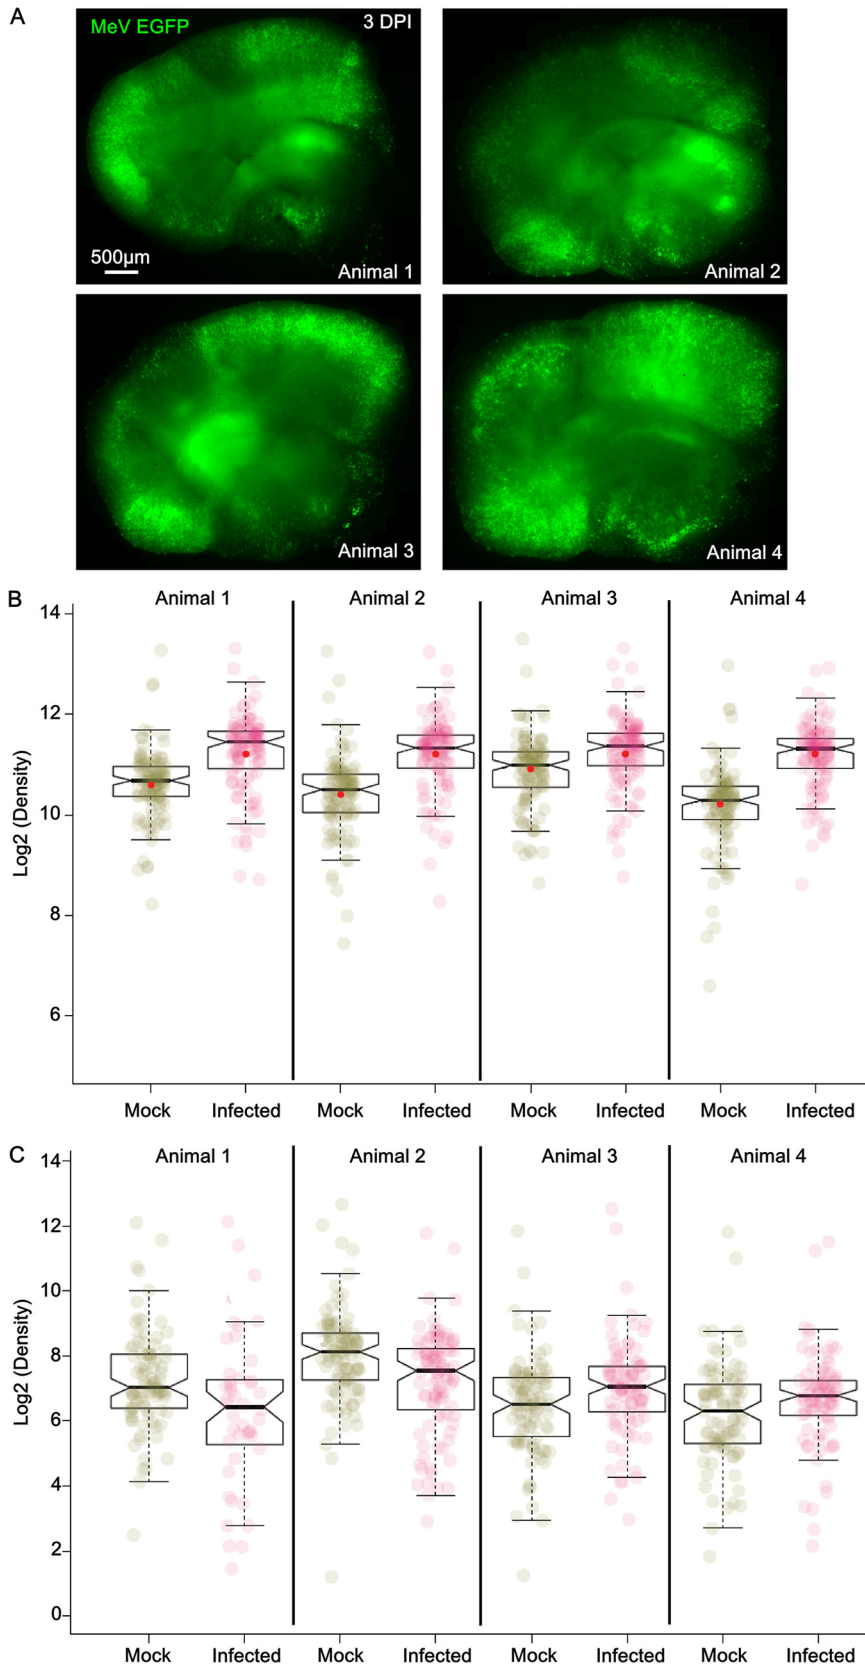 A
MeV EGFP
3 DPI
500µm
Animal 1
Animal 2
Animal 3
Animal 4
B
Animal 1
Animal 2
Animal 3
Animal 4
14
12
10
8
6
Log2 (Density)
Mock
Infected
Mock
Infected
Mock
Infected
Mock
Infected
C
Animal 1
Animal 2
Animal 3
Animal 4
14
12
10
8
6
4
2
0
Log2 (Density)
Mock
Infected
Mock
Infected
Mock
Infected
Mock
Infected